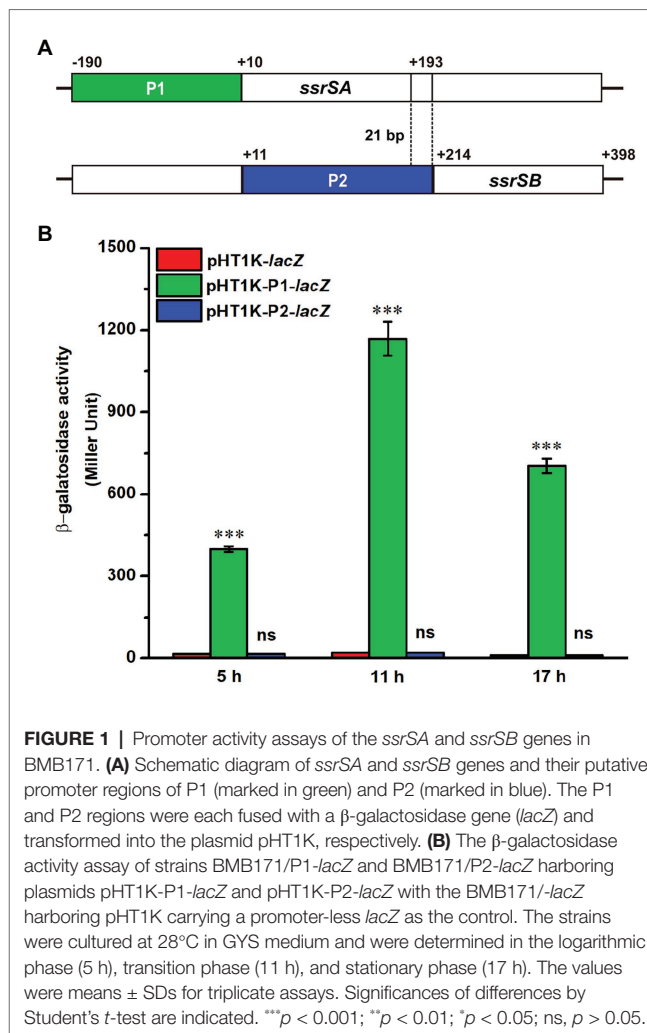 A
-190 +10 +193
P1 ssrSA
21 bp
+11 +214 +398
P2 ssrSB
B
1500
1200
900
600
300
0
β-galatosidase activity
(Miller Unit)
pHT1K-lacZ
pHT1K-P1-lacZ
pHT1K-P2-lacZ
*** ns
*** ns
*** ns
5 h 11 h 17 h
FIGURE 1 | Promoter activity assays of the ssrSA and ssrSB genes in
BMB171. (A) Schematic diagram of ssrSA and ssrSB genes and their putative
promoter regions of P1 (marked in green) and P2 (marked in blue). The P1
and P2 regions were each fused with a β-galactosidase gene (lacZ) and
transformed into the plasmid pHT1K, respectively. (B) The β-galactosidase
activity assay of strains BMB171/P1-lacZ and BMB171/P2-lacZ harboring
plasmids pHT1K-P1-lacZ and pHT1K-P2-lacZ with the BMB171/-lacZ
harboring pHT1K carrying a promoter-less lacZ as the control. The strains
were cultured at 28°C in GYS medium and were determined in the logarithmic
phase (5 h), transition phase (11 h), and stationary phase (17 h). The values
were means ± SDs for triplicate assays. Significances of differences by
Student's t-test are indicated. ***p < 0.001; **p < 0.01; *p < 0.05; ns, p > 0.05.